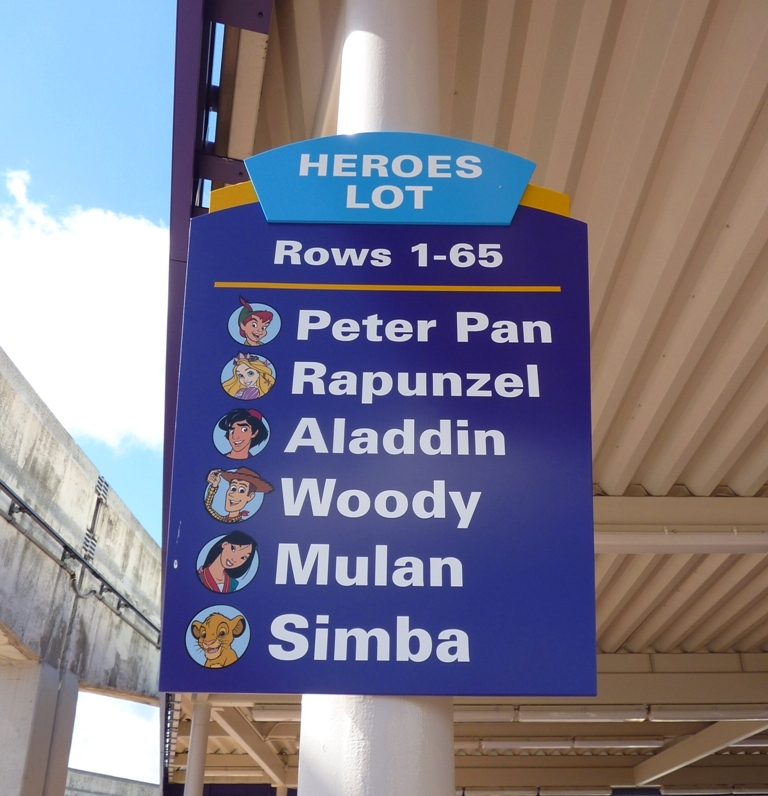 HEROES
LOT
Rows 1-65
Peter Pan
Rapunzel
Aladdin
Woody
Mulan
Simba